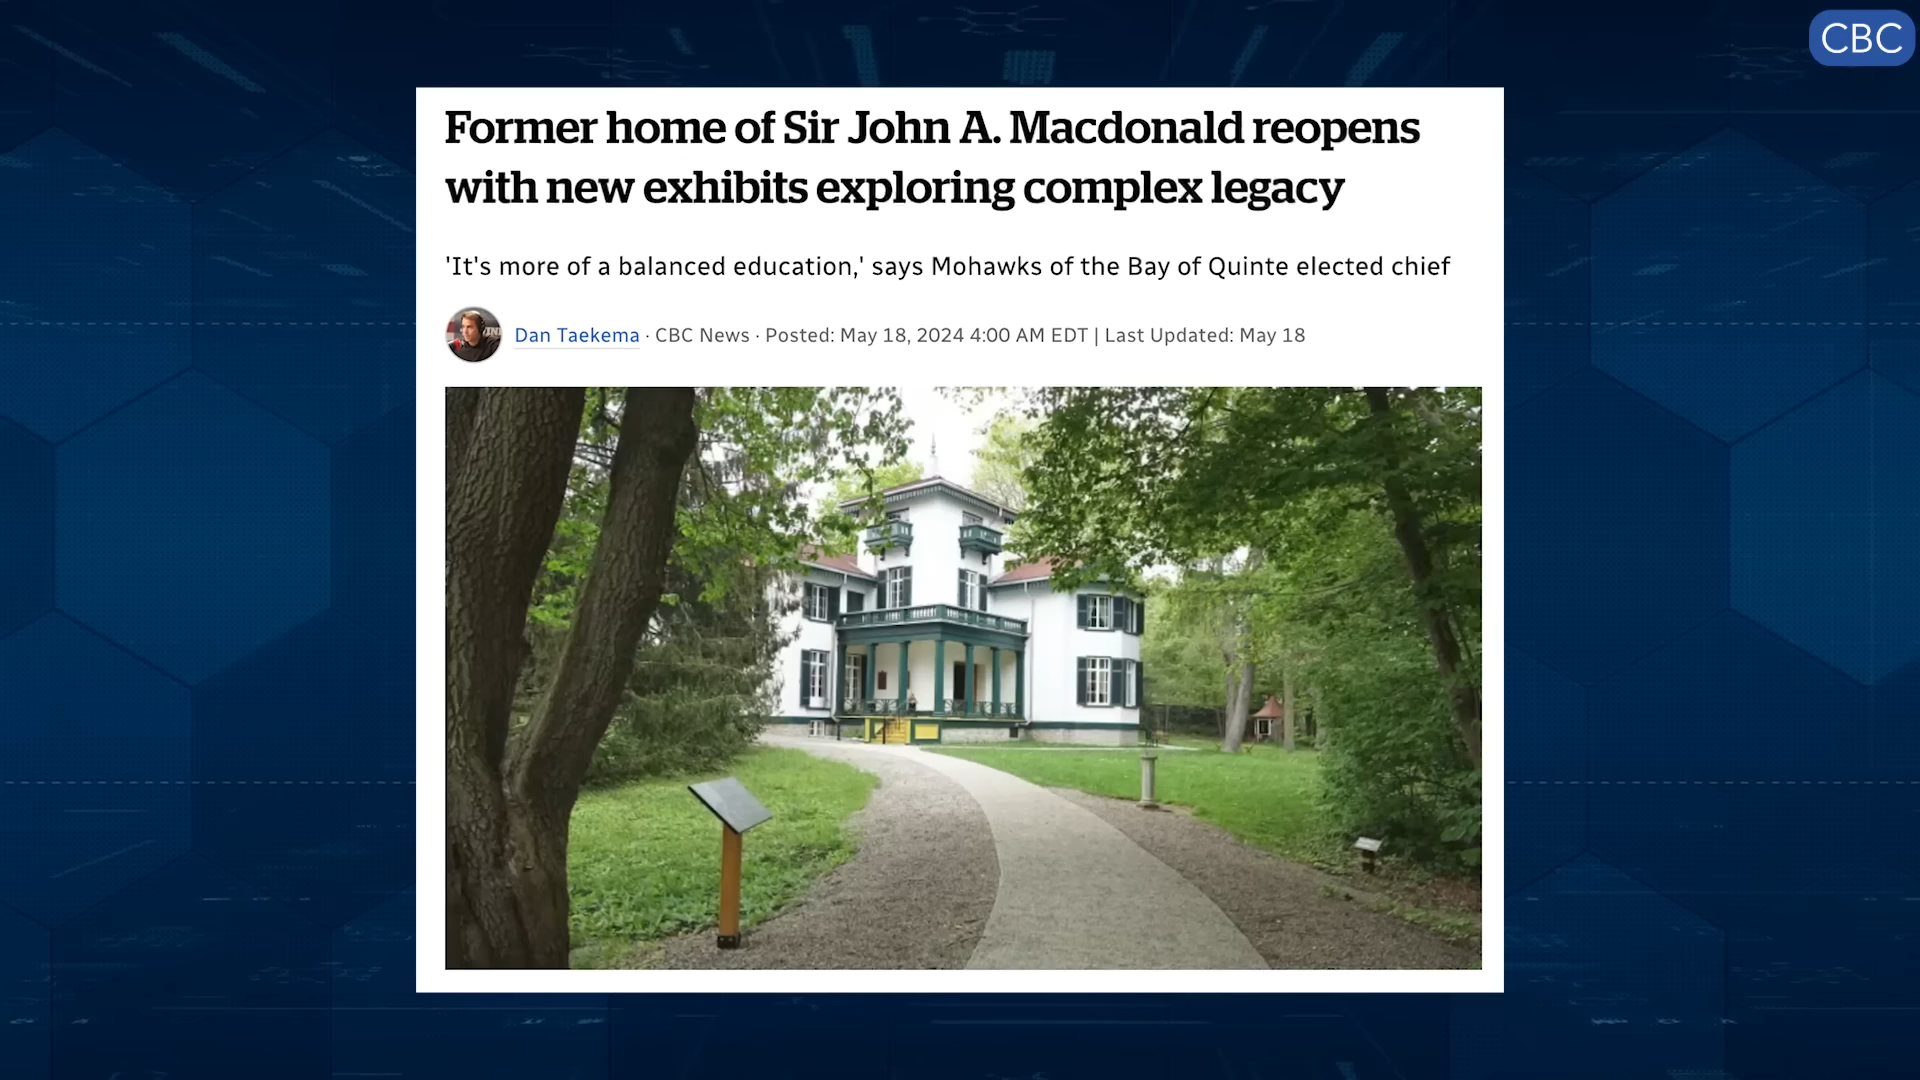 CBC
Former home of Sir John A. Macdonald reopens
with new exhibits exploring complex legacy
'It's more of a balanced education,' says Mohawks of the Bay of Quinte elected chief
Dan Taekema · CBC News · Posted: May 18, 2024 4:00 AM EDT | Last Updated: May 18